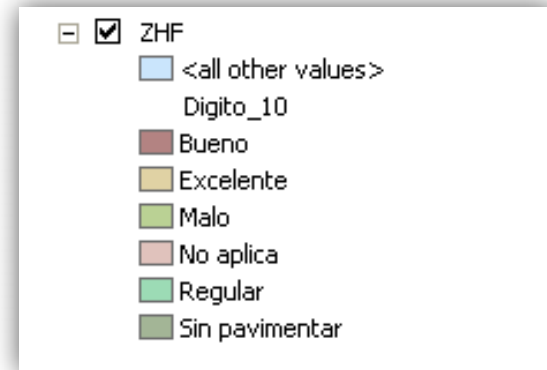 ZHF
<all other values>
Digito_10
Bueno
Excelente
Malo
No aplica
Regular
Sin pavimentar